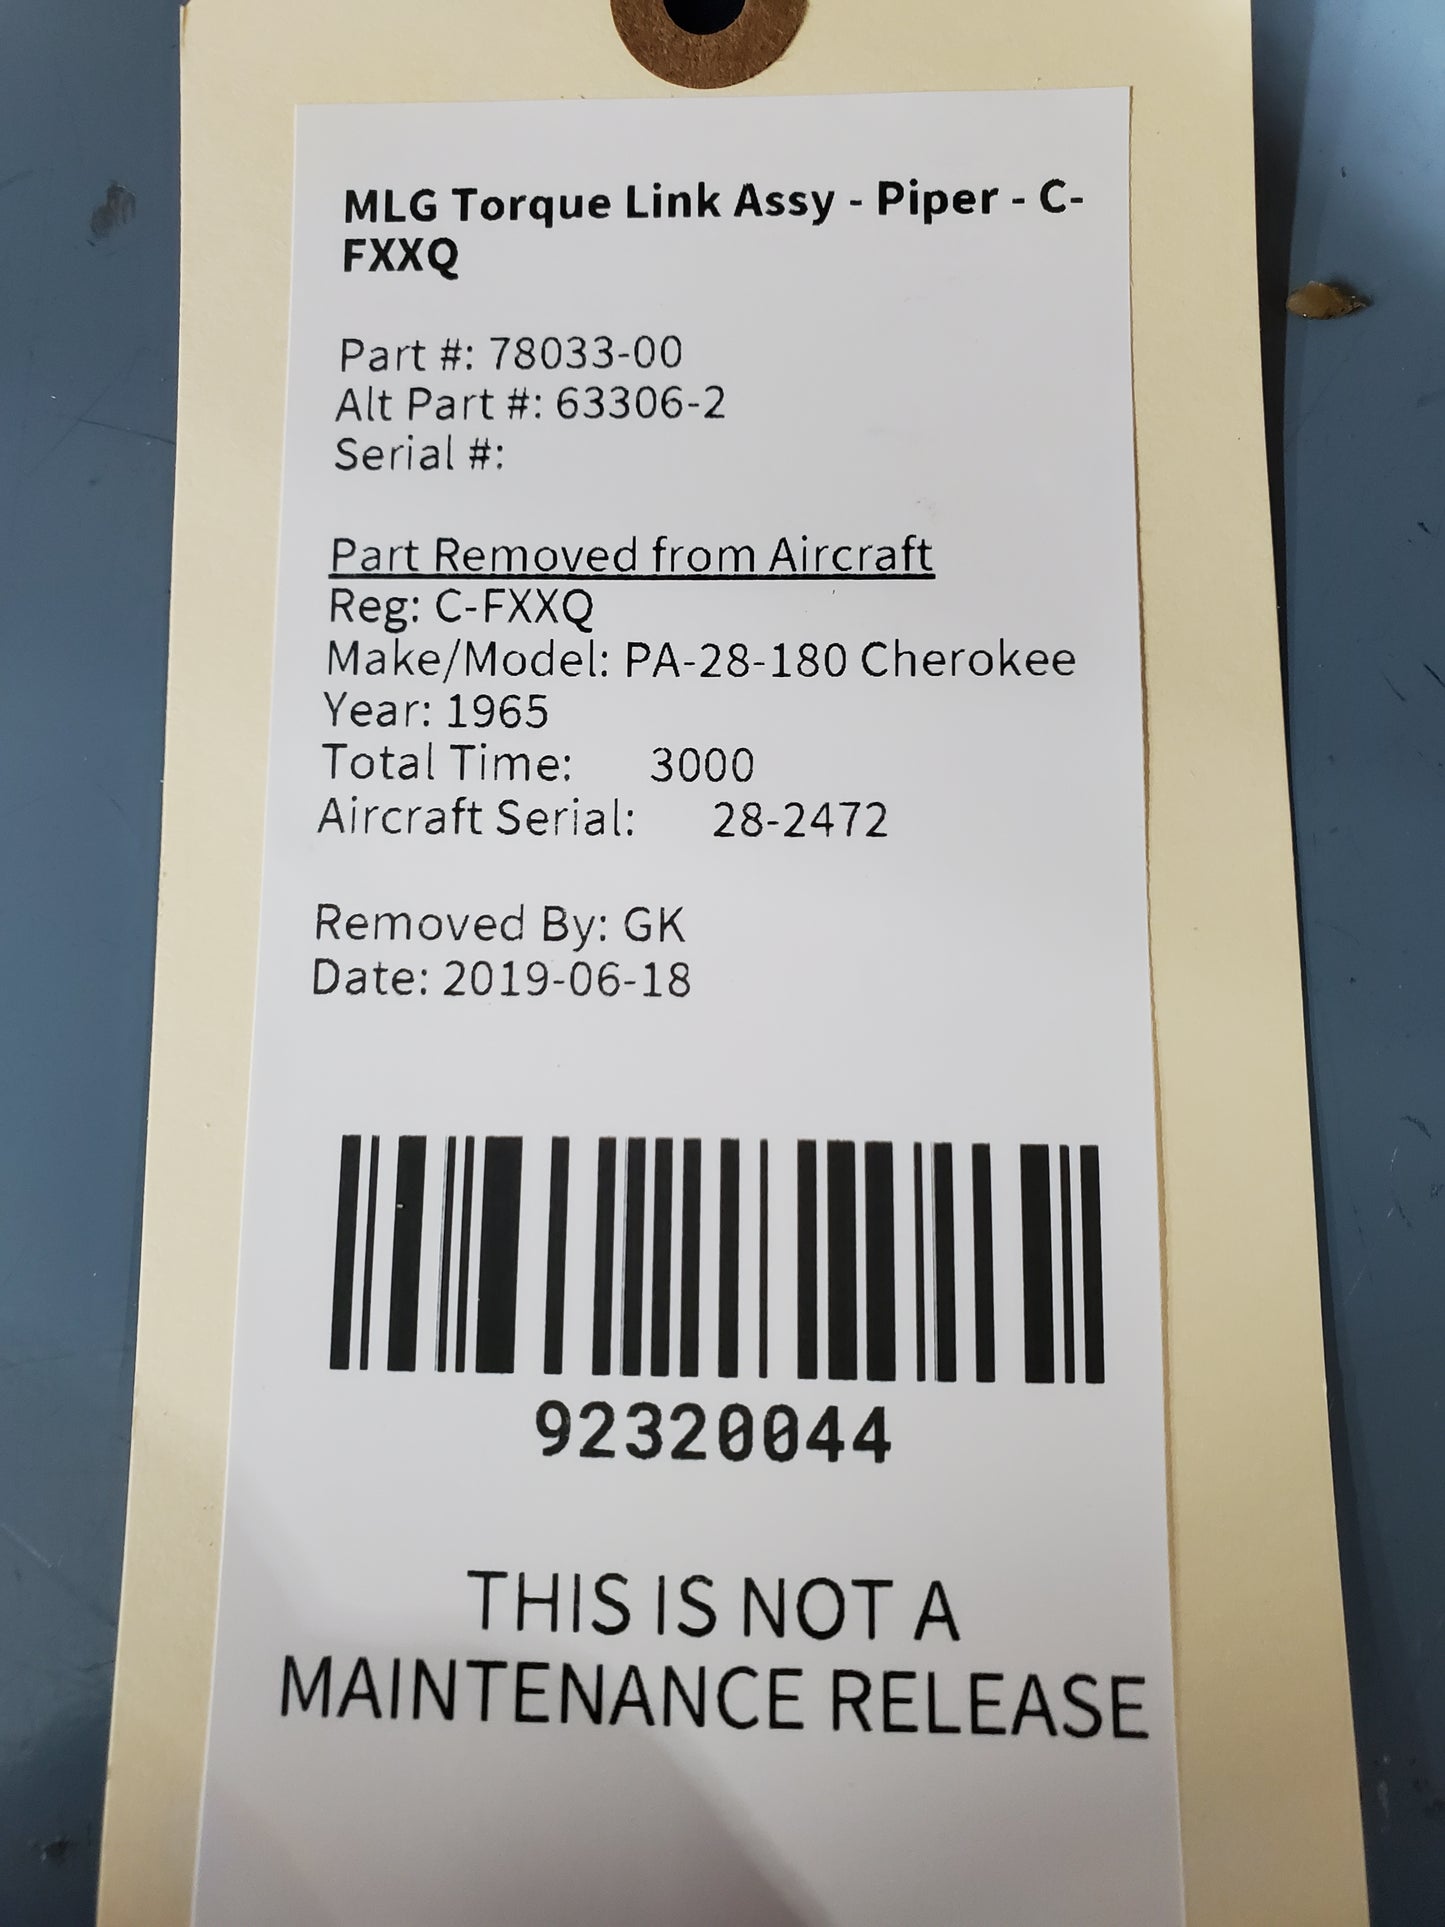 MLG Torque Link Assy - Piper - C-
FXXQ
Part #: 78033-00
Alt Part #: 63306-2
Serial #:
Part Removed from Aircraft
Reg: C-FXXQ
Make/Model: PA-28-180 Cherokee
Year: 1965
Total Time: 3000
Aircraft Serial: 28-2472
Removed By: GK
Date: 2019-06-18
92320044
THIS IS NOT A
MAINTENANCE RELEASE